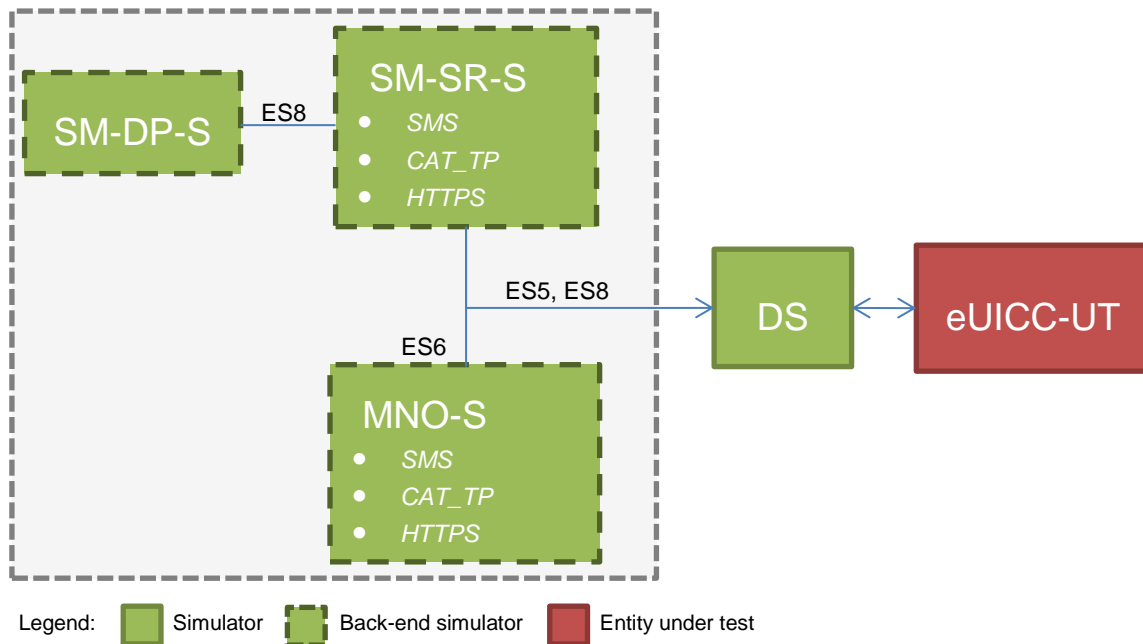 SM-DP-S
ES8
SM-SR-S
● SMS
● CAT_TP
● HTTPS
ES5, ES8
ES6
DS
eUICC-UT
MNO-S
● SMS
● CAT_TP
● HTTPS
Legend: Simulator Back-end simulator Entity under test